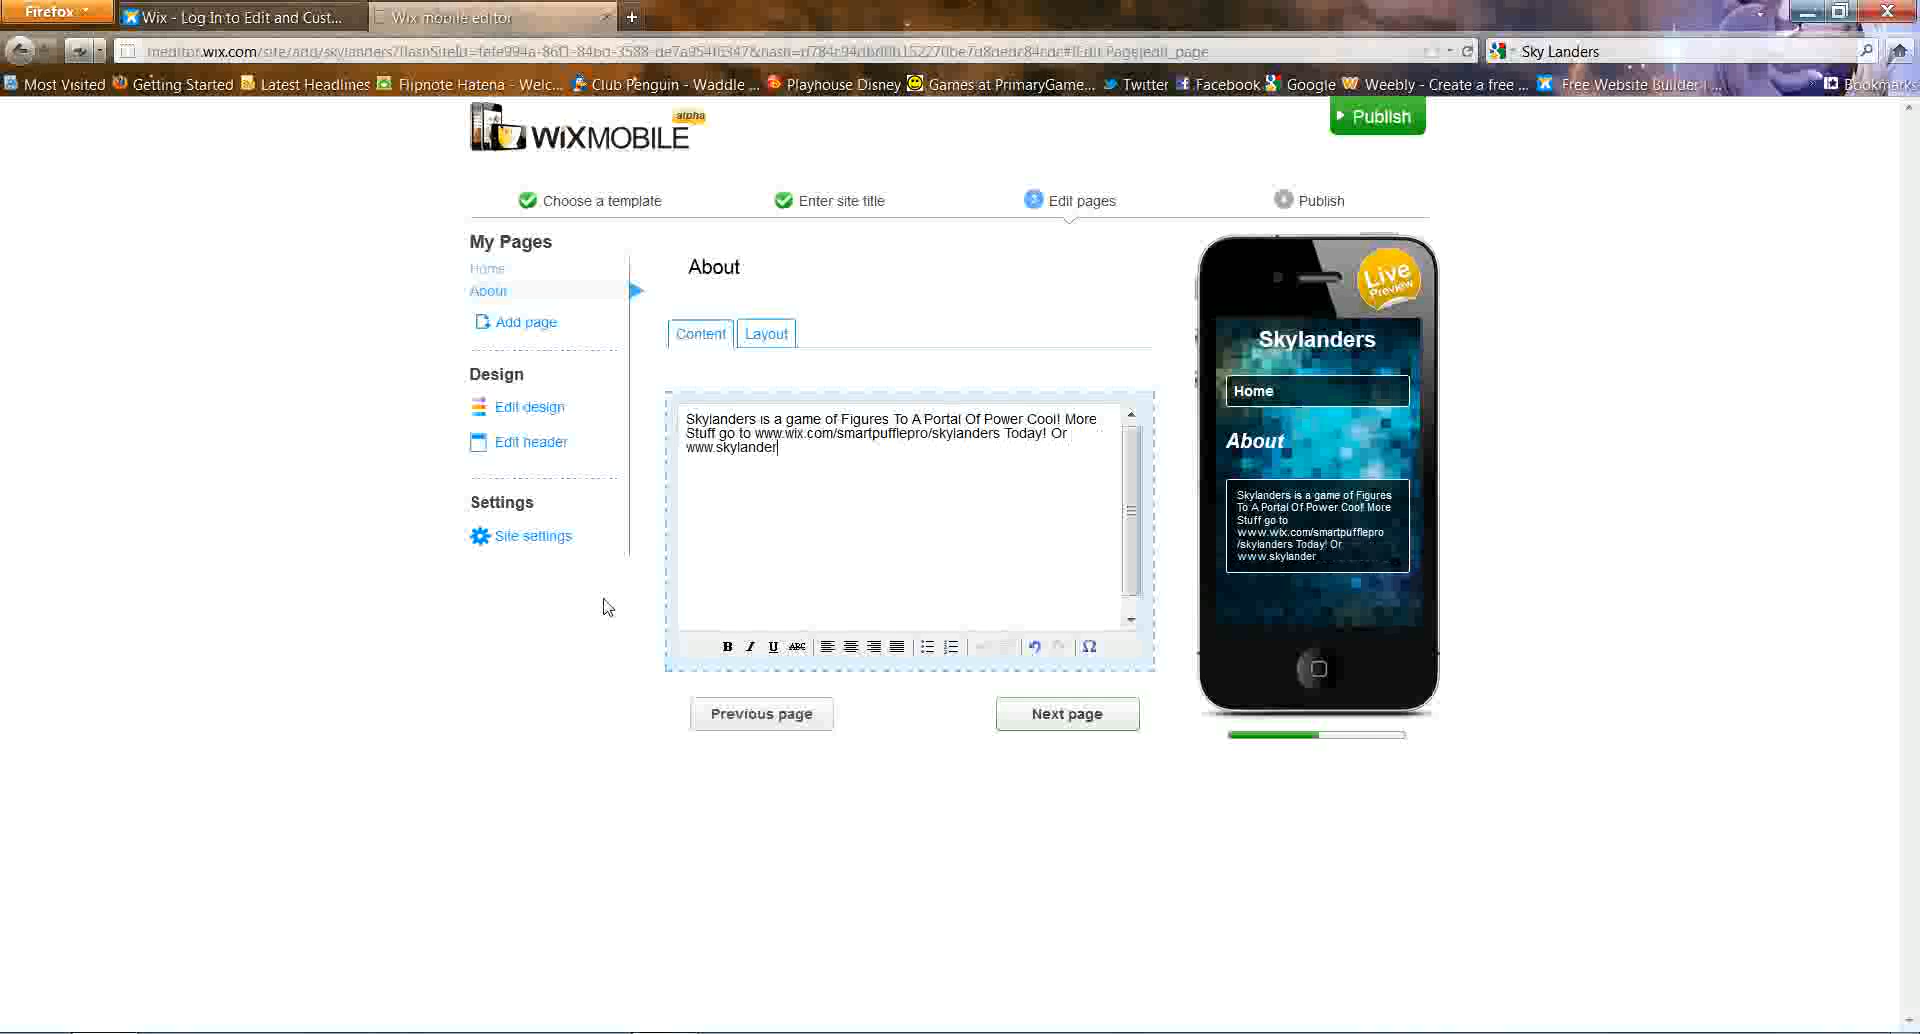 Firefox
Wix - Log In to Edit and Cust...
Wix mobile editor
Sky Landers
Most Visited
Getting Started
Latest Headlines
Flipnote Hatena - Welc...
Club Penguin - Waddle ...
Playhouse Disney
Games at PrimaryGame...
Twitter
Facebook
Google
Weebly - Create a free ...
Free Website Builder | ...
Bookmarks
WiXMOBILE
alpha
Publish
Choose a template
Enter site title
Edit pages
Publish
My Pages
Home
About
Add page
Design
Edit design
Edit header
Settings
Site settings
About
Content
Layout
Skylanders is a game of Figures To A Portal Of Power Cool! More
Stuff go to www.wix.com/smartpufflepro/skylanders Today! Or
www.skylander
B I U ABC
Ω
Previous page
Next page
Live
Preview
Skylanders
Home
About
Skylanders is a game of Figures
To A Portal Of Power Cool! More
Stuff go to
www.wix.com/smartpufflepro
/skylanders Today! Or
www.skylander